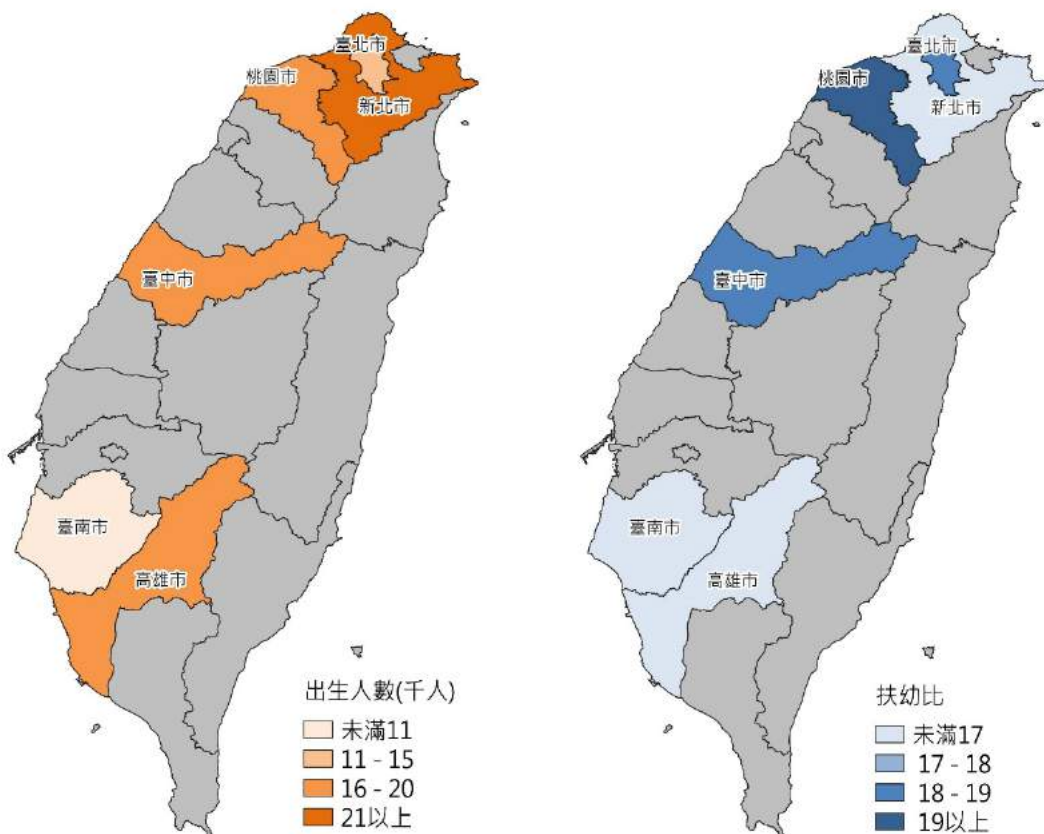 臺北市
桃園市
新北市
臺中市
臺南市
高雄市
出生人數(千人)
未滿11
11 - 15
16 - 20
21以上
臺北市
桃園市
新北市
臺中市
臺南市
高雄市
扶幼比
未滿17
17 - 18
18 - 19
19以上